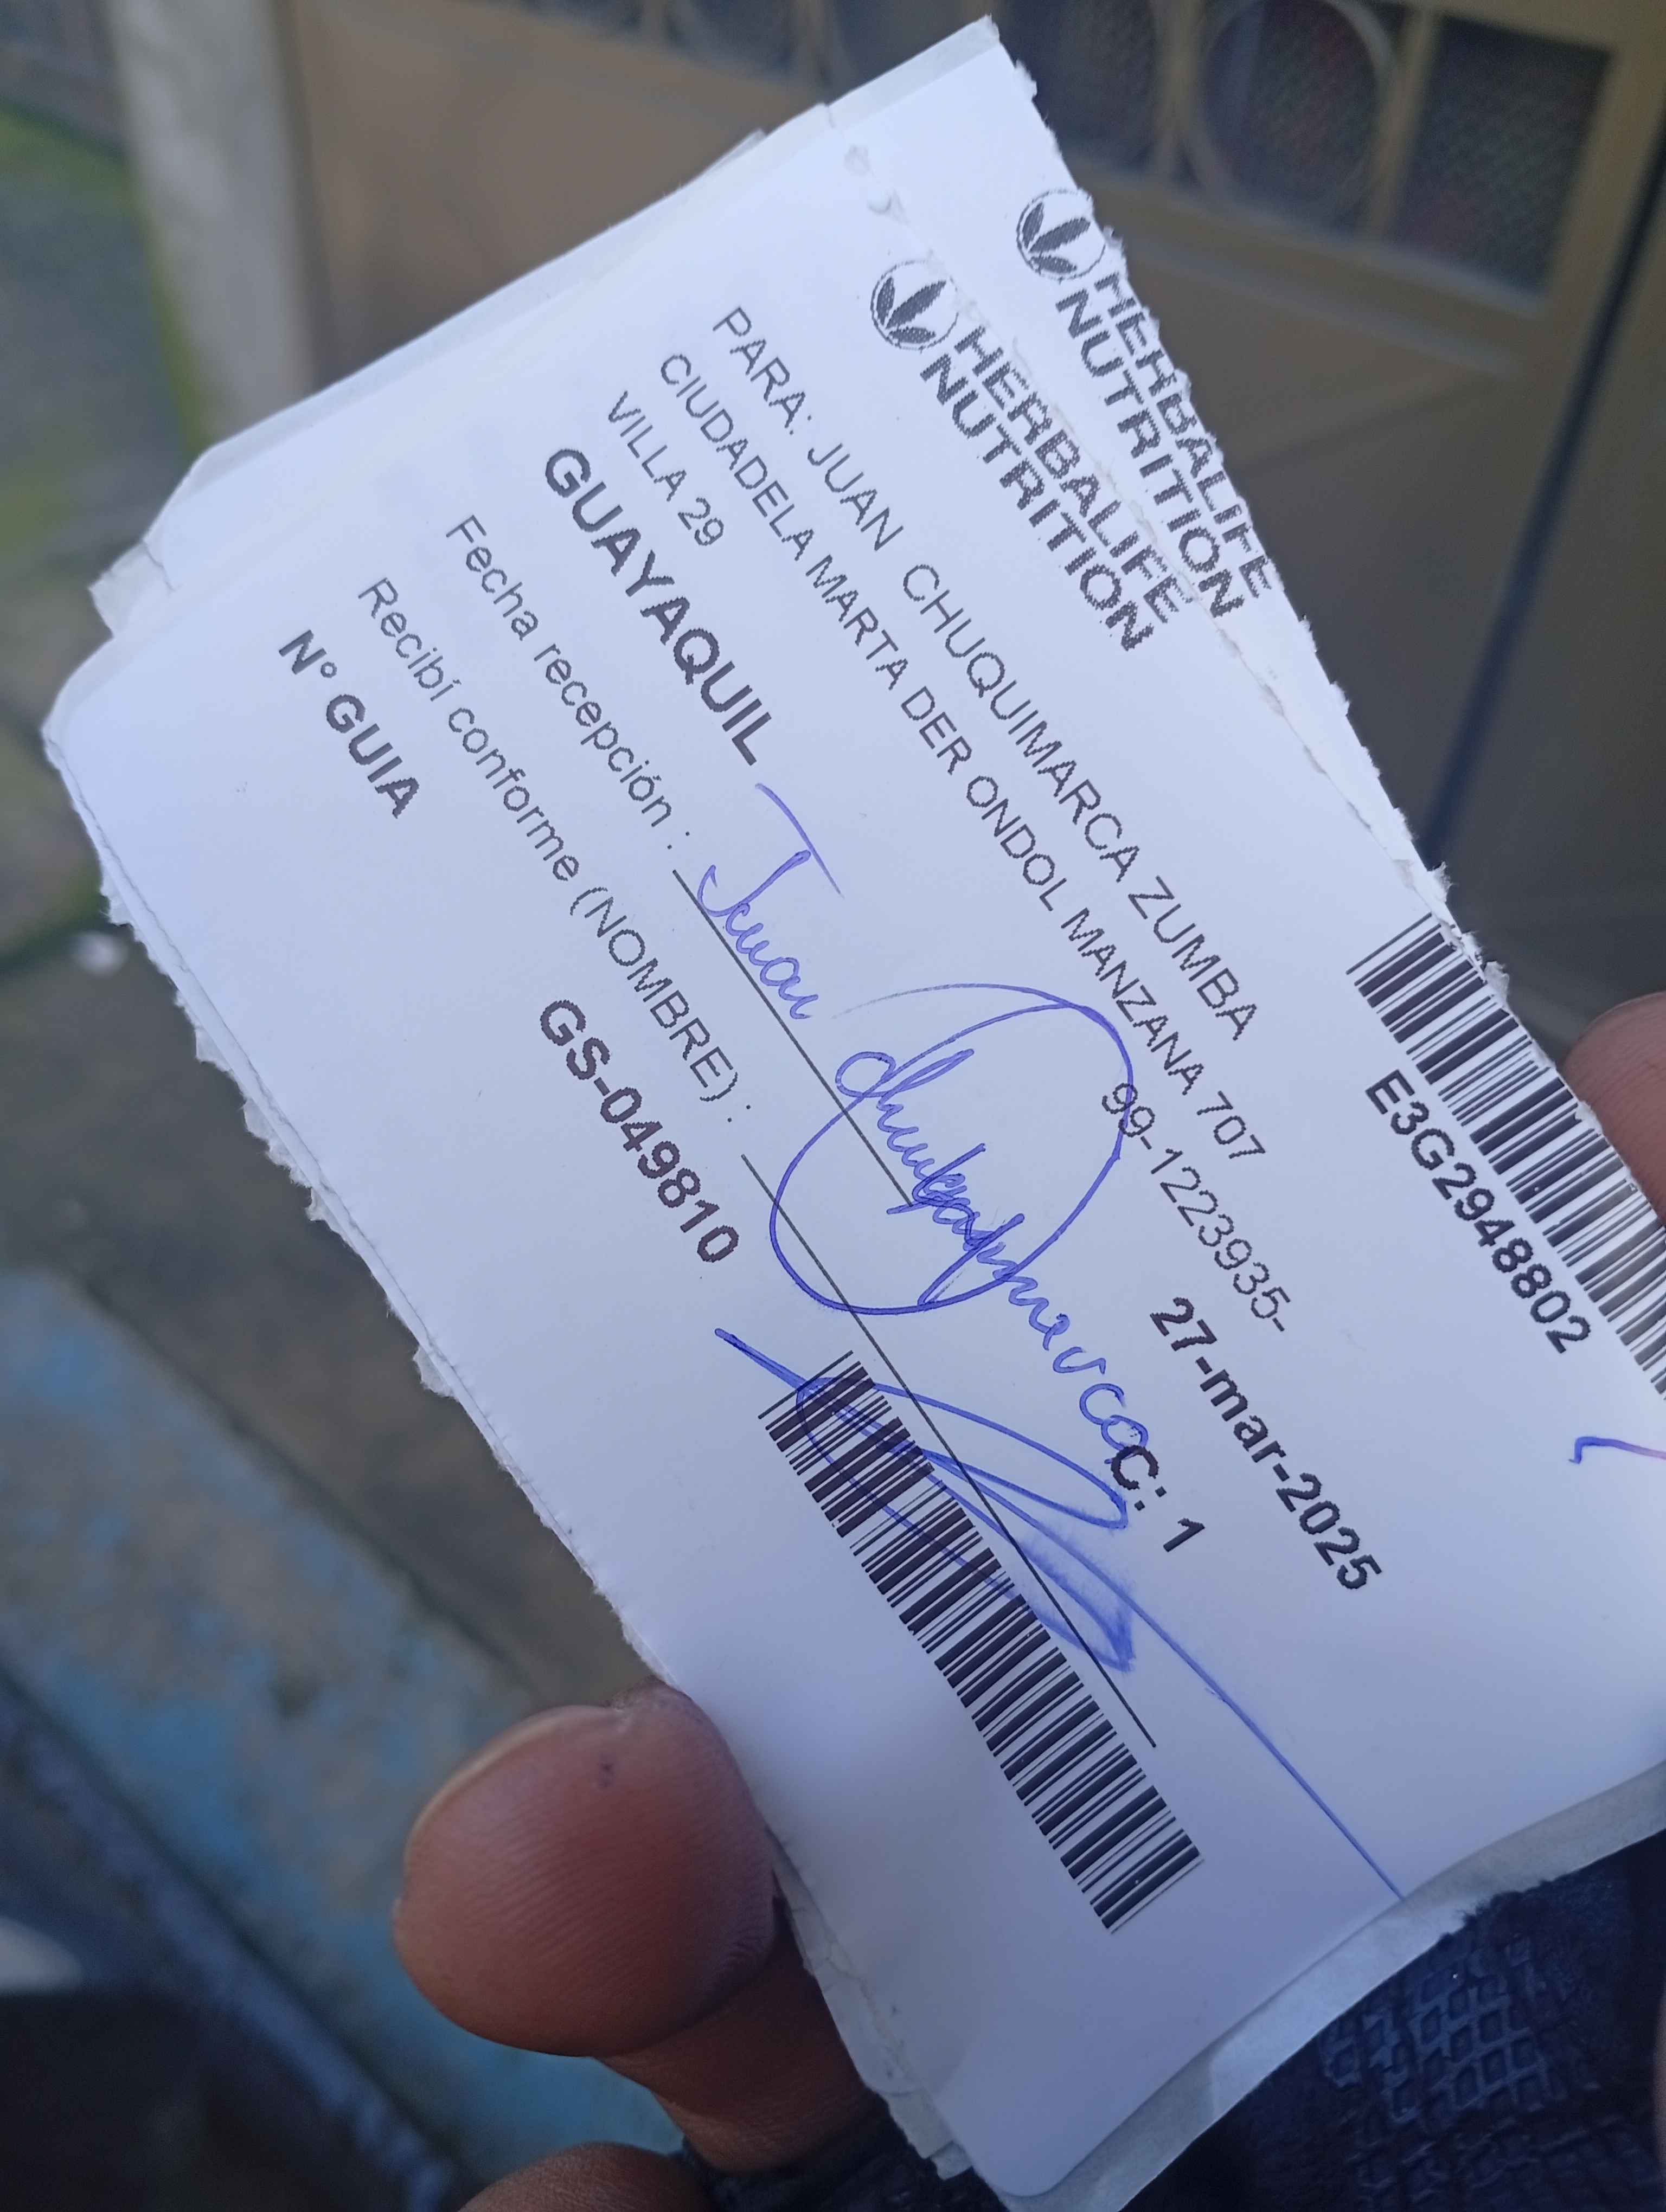 HERBALIFE
NUTRITION
E3G2948802
HERBALIFE
NUTRITION
27-mar-2025
PARA: JUAN CHUQUIMARCA ZUMBA
99-1223935-
CIUDADELA MARTA DER ONDOL MANZANA 707
VILLA 29
GUAYAQUIL
C: 1
Fecha recepción :
Juan
Recibí conforme (NOMBRE) :
N° GUIA
GS-049810